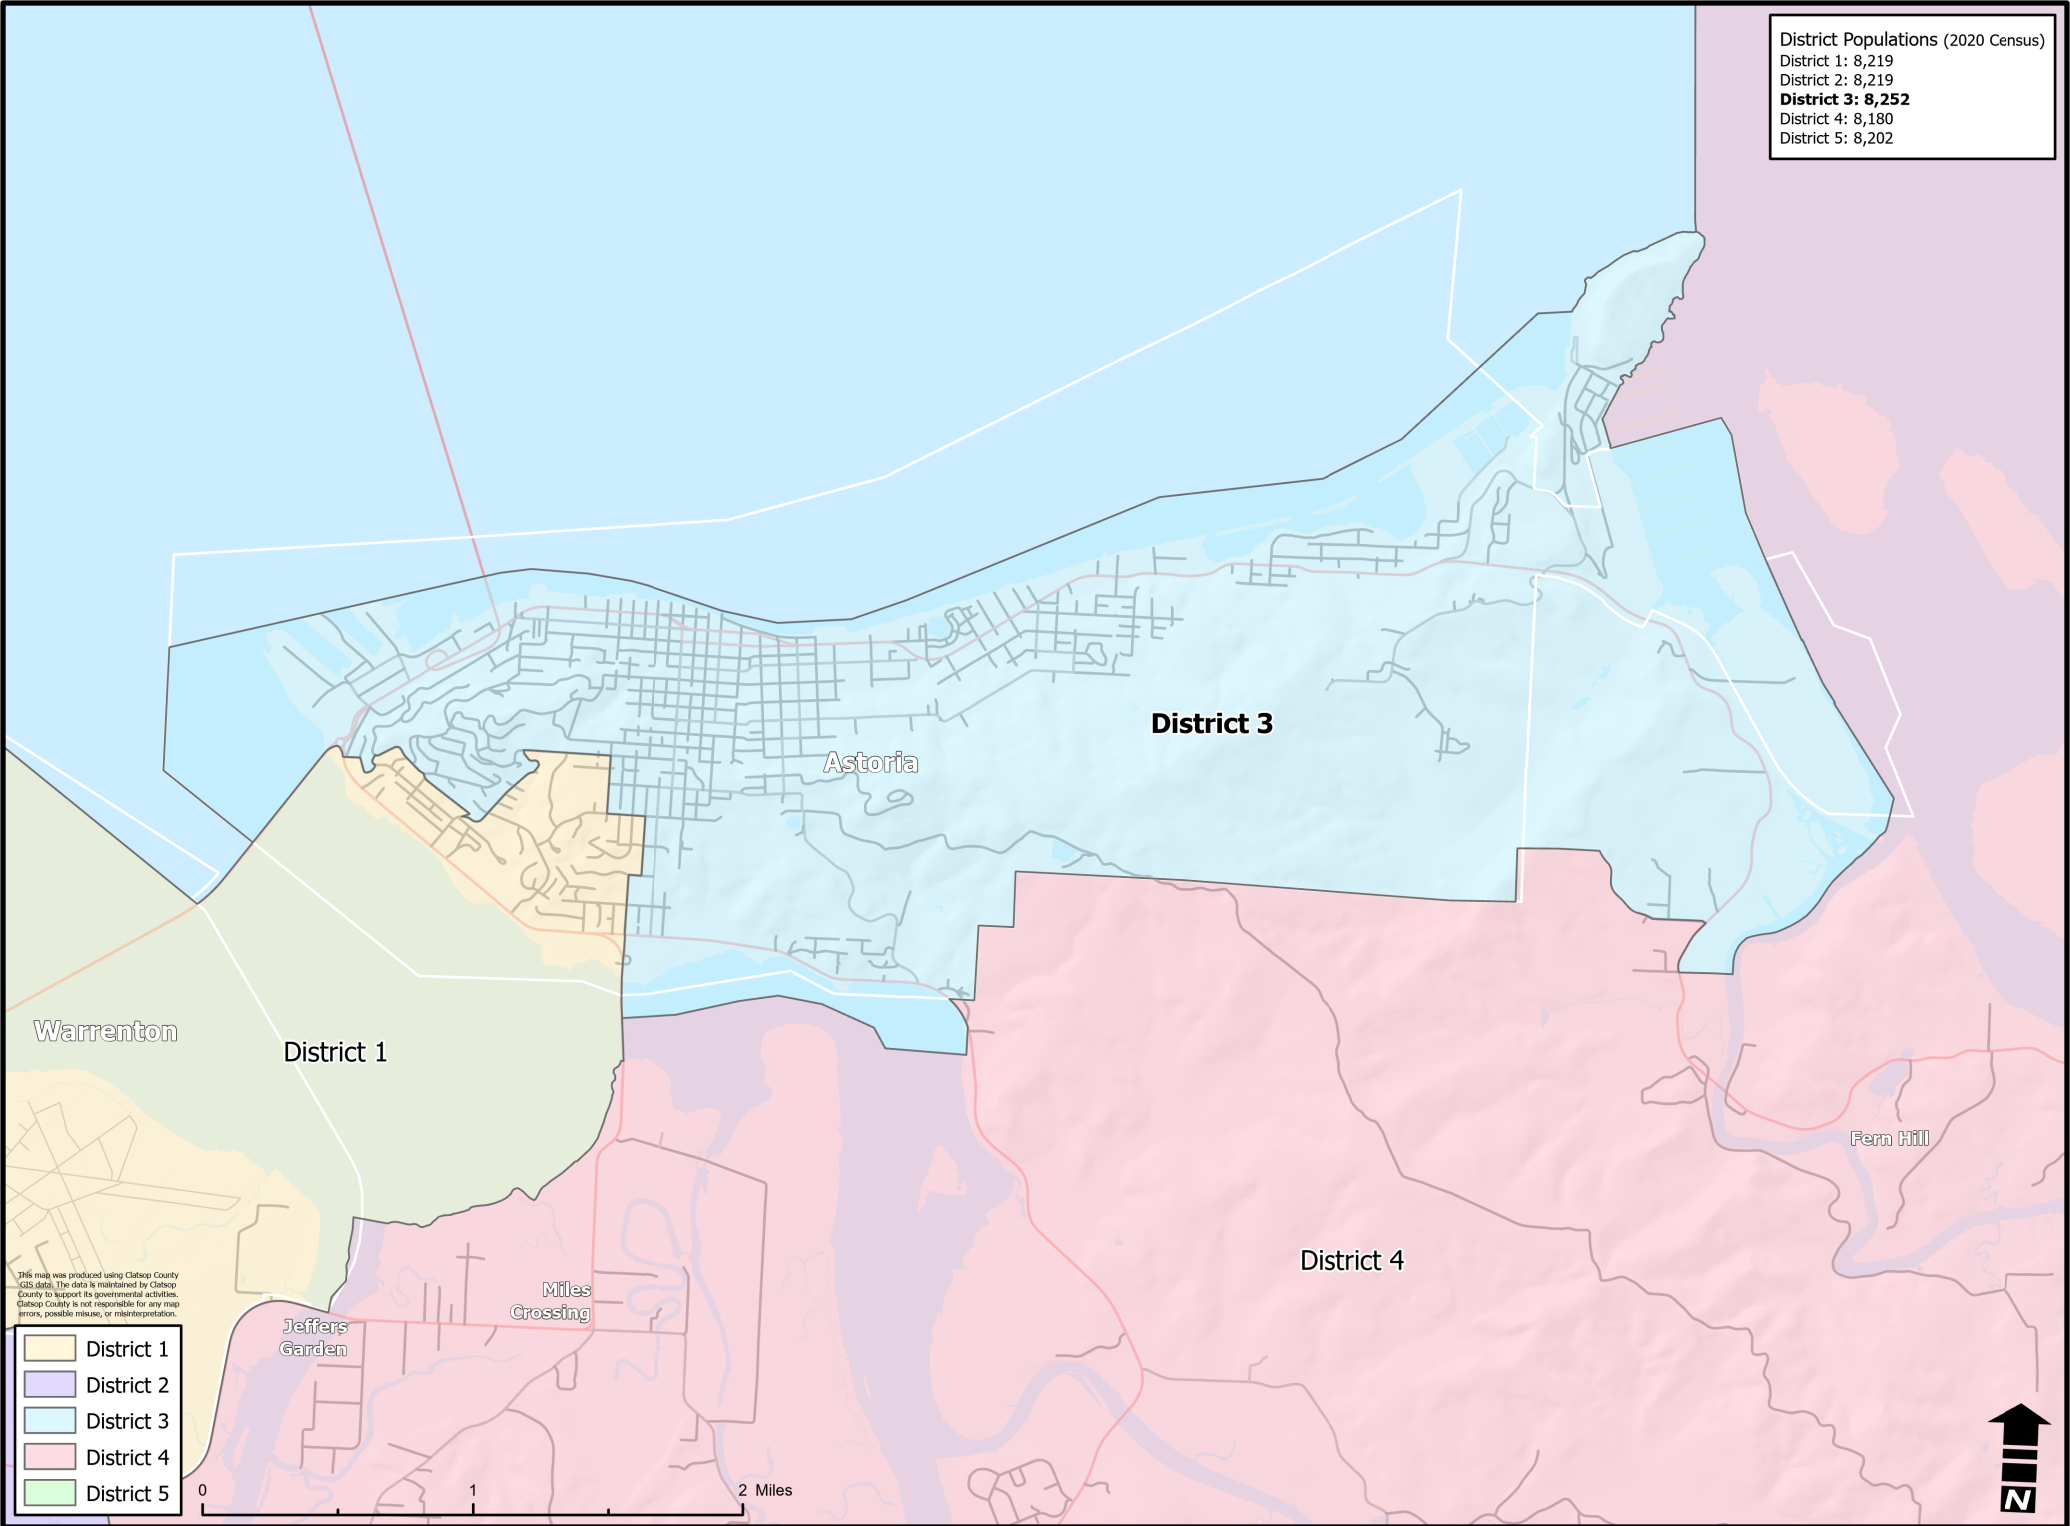 District Populations (2020 Census)
District 1: 8,219
District 2: 8,219
District 3: 8,252
District 4: 8,180
District 5: 8,202
District 3
Astoria
Warrenton
District 1
Fern Hill
District 4
Miles
Crossing
Jeffers
Garden
This map was produced using Clatsop County
GIS data. The data is maintained by Clatsop
County to support its governmental activities.
Clatsop County is not responsible for any map
errors, possible misuse, or misinterpretation.
District 1
District 2
District 3
District 4
District 5
0 1 2 Miles
N